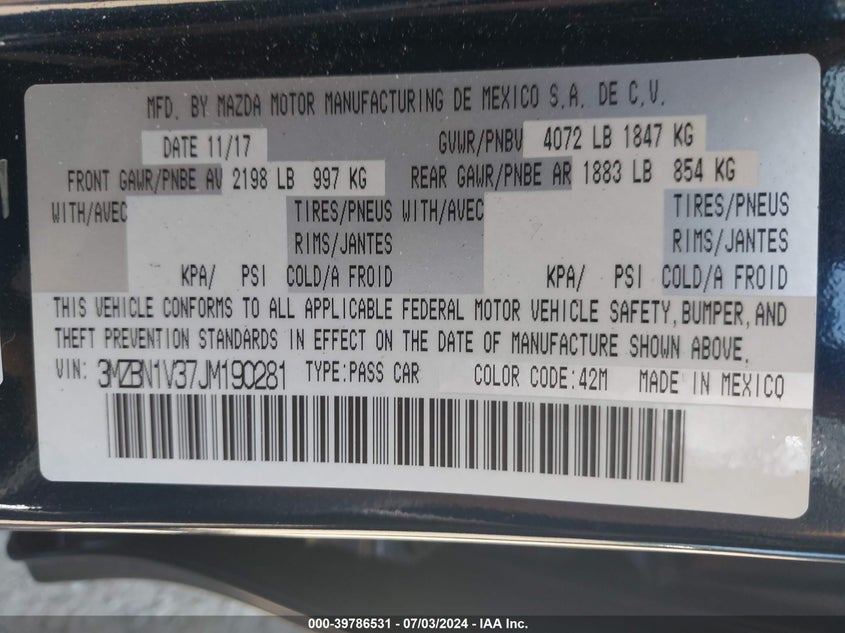 MFD. BY MAZDA MOTOR MANUFACTURING DE MEXICO S.A. DE C.V.
DATE 11/17 GVWR/PNBV 4072 LB 1847 KG
FRONT GAWR/PNBE AV 2198 LB 997 KG REAR GAWR/PNBE AR 1883 LB 854 KG
WITH/AVEC TIRES/PNEUS WITH/AVEC TIRES/PNEUS
RIMS/JANTES RIMS/JANTES
KPA/ PSI COLD/A FROID KPA/ PSI COLD/A FROID
THIS VEHICLE CONFORMS TO ALL APPLICABLE FEDERAL MOTOR VEHICLE SAFETY, BUMPER, AND
THEFT PREVENTION STANDARDS IN EFFECT ON THE DATE OF MANUFACTURE SHOWN ABOVE.
VIN: 3MZBN1V37JM190281 TYPE:PASS CAR COLOR CODE:42M MADE IN MEXICO
000-39786531 - 07/03/2024 - IAA Inc.